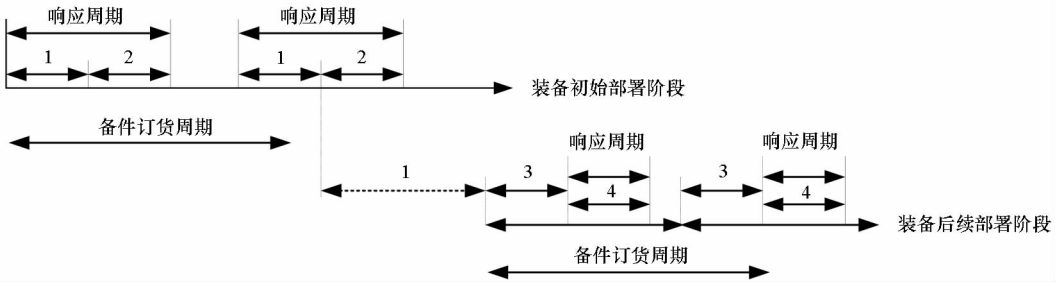 响应周期 响应周期
1 2 1 2
装备初始部署阶段
备件订货周期
响应周期 响应周期
1 3 3
4 4
装备后续部署阶段
备件订货周期